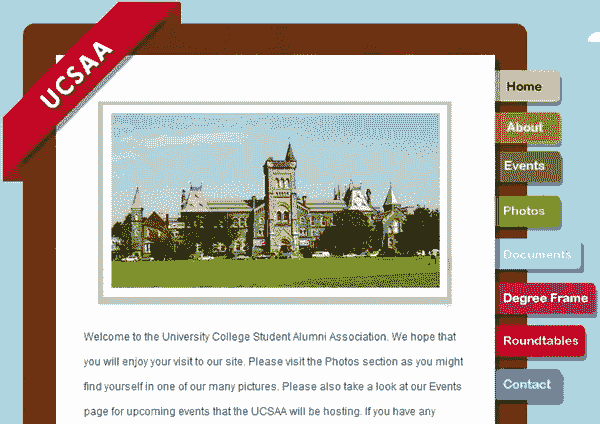 UCSAA
Home
About
Events
Photos
Documents
Degree Frame
Roundtables
Contact
Welcome to the University College Student Alumni Association. We hope that
you will enjoy your visit to our site. Please visit the Photos section as you might
find yourself in one of our many pictures. Please also take a look at our Events
page for upcoming events that the UCSAA will be hosting. If you have any